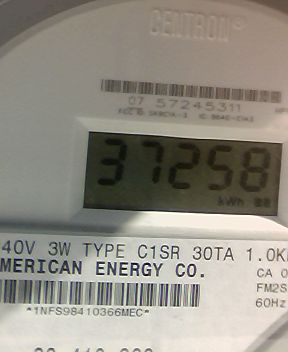 CENTRON®
07 57245311
37258
kWh
40V 3W TYPE C1SR 30TA 1.0K
MERICAN ENERGY CO.
CA 0
FM2S
60Hz
*1NFS98410366MEC*